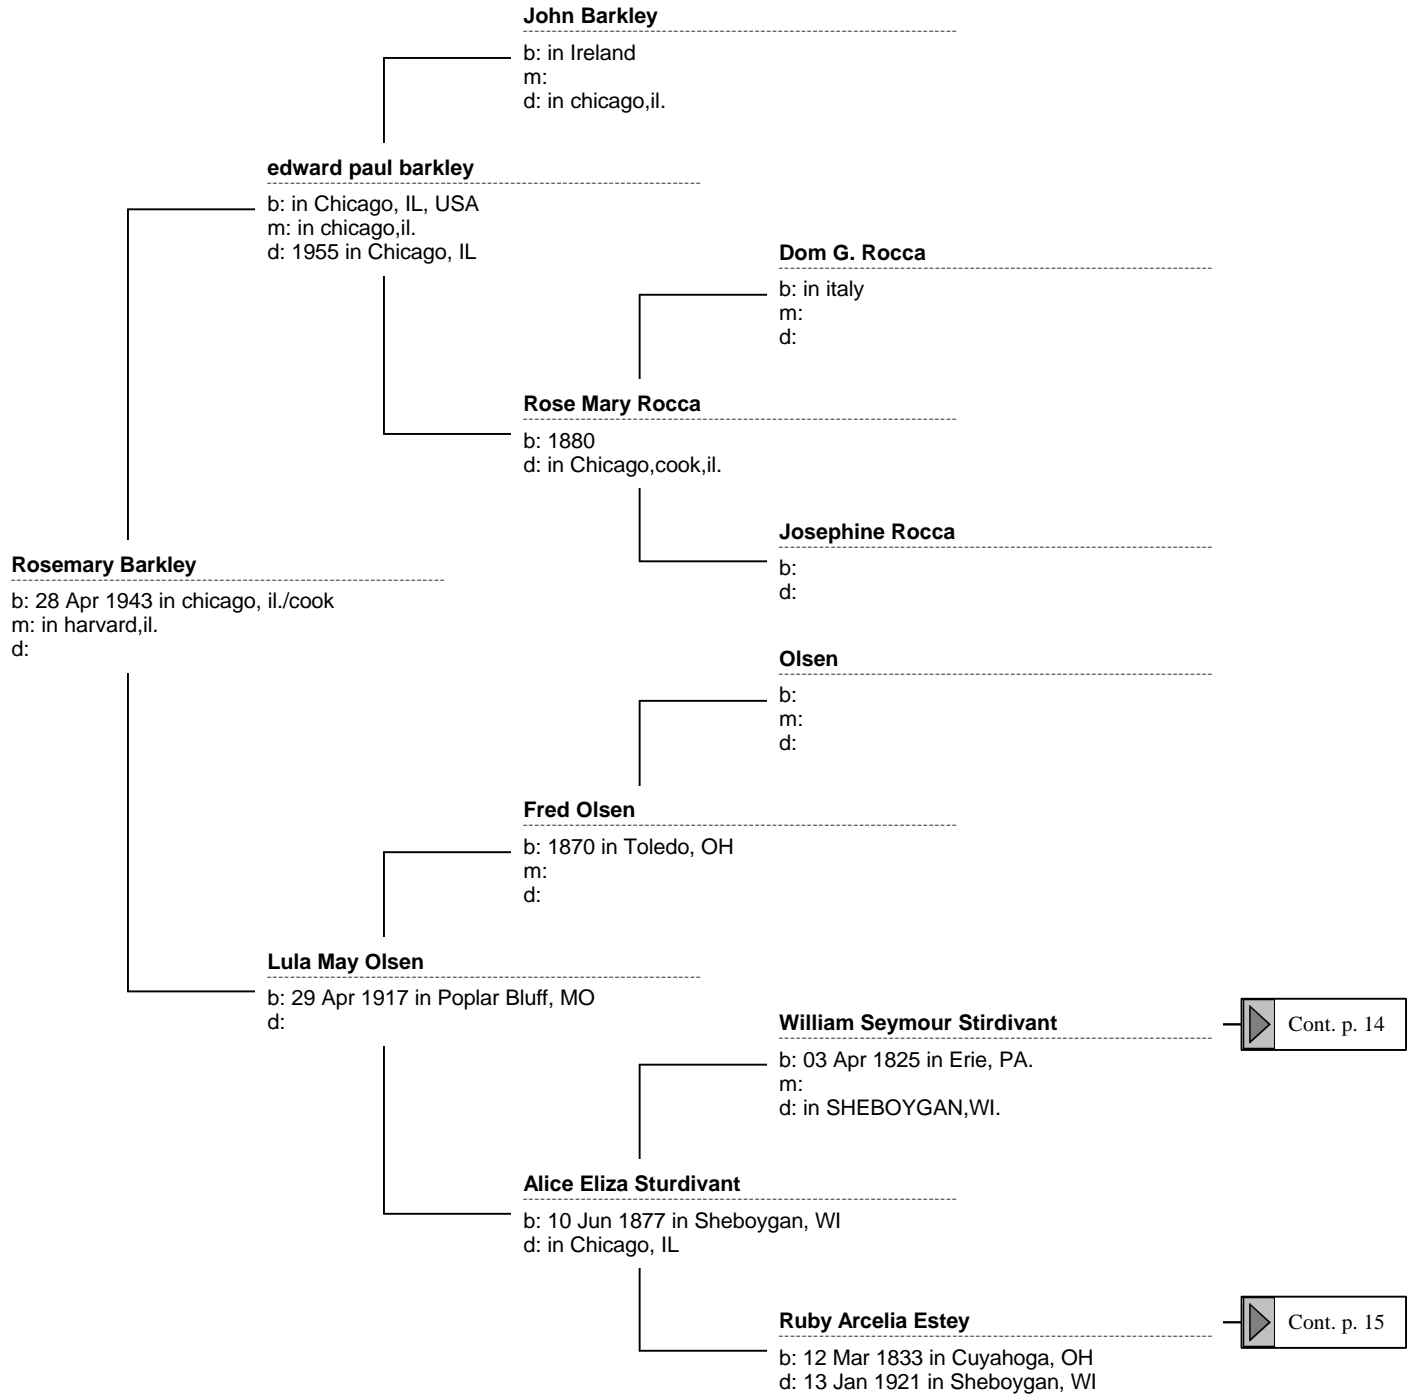 John Barkley
b: in Ireland
m:
d: in chicago,il.
edward paul barkley
b: in Chicago, IL, USA
m: in chicago,il.
d: 1955 in Chicago, IL
Dom G. Rocca
b: in italy
m:
d:
Rose Mary Rocca
b: 1880
d: in Chicago,cook,il.
Josephine Rocca
b:
d:
Rosemary Barkley
b: 28 Apr 1943 in chicago, il./cook
m: in harvard,il.
d:
Olsen
b:
m:
d:
Fred Olsen
b: 1870 in Toledo, OH
m:
d:
Lula May Olsen
b: 29 Apr 1917 in Poplar Bluff, MO
d:
William Seymour Stirdivant
Cont. p. 14
b: 03 Apr 1825 in Erie, PA.
m:
d: in SHEBOYGAN,WI.
Alice Eliza Sturdivant
b: 10 Jun 1877 in Sheboygan, WI
d: in Chicago, IL
Ruby Arcelia Estey
Cont. p. 15
b: 12 Mar 1833 in Cuyahoga, OH
d: 13 Jan 1921 in Sheboygan, WI